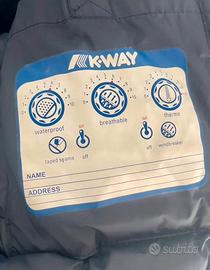 K-WAY
waterproof
breathable
thermo
taped seams
on
off
on
off
windbreaker
NAME
ADDRESS
subito